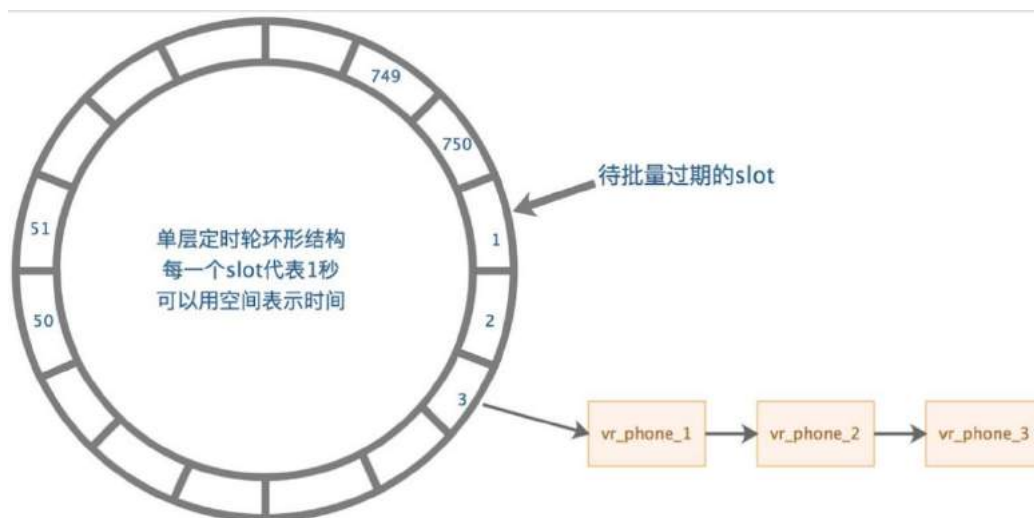 749
750
待批量过期的slot
51
1
单层定时轮环形结构
每一个slot代表1秒
可以用空间表示时间
50
2
3
vr_phone_1
vr_phone_2
vr_phone_3